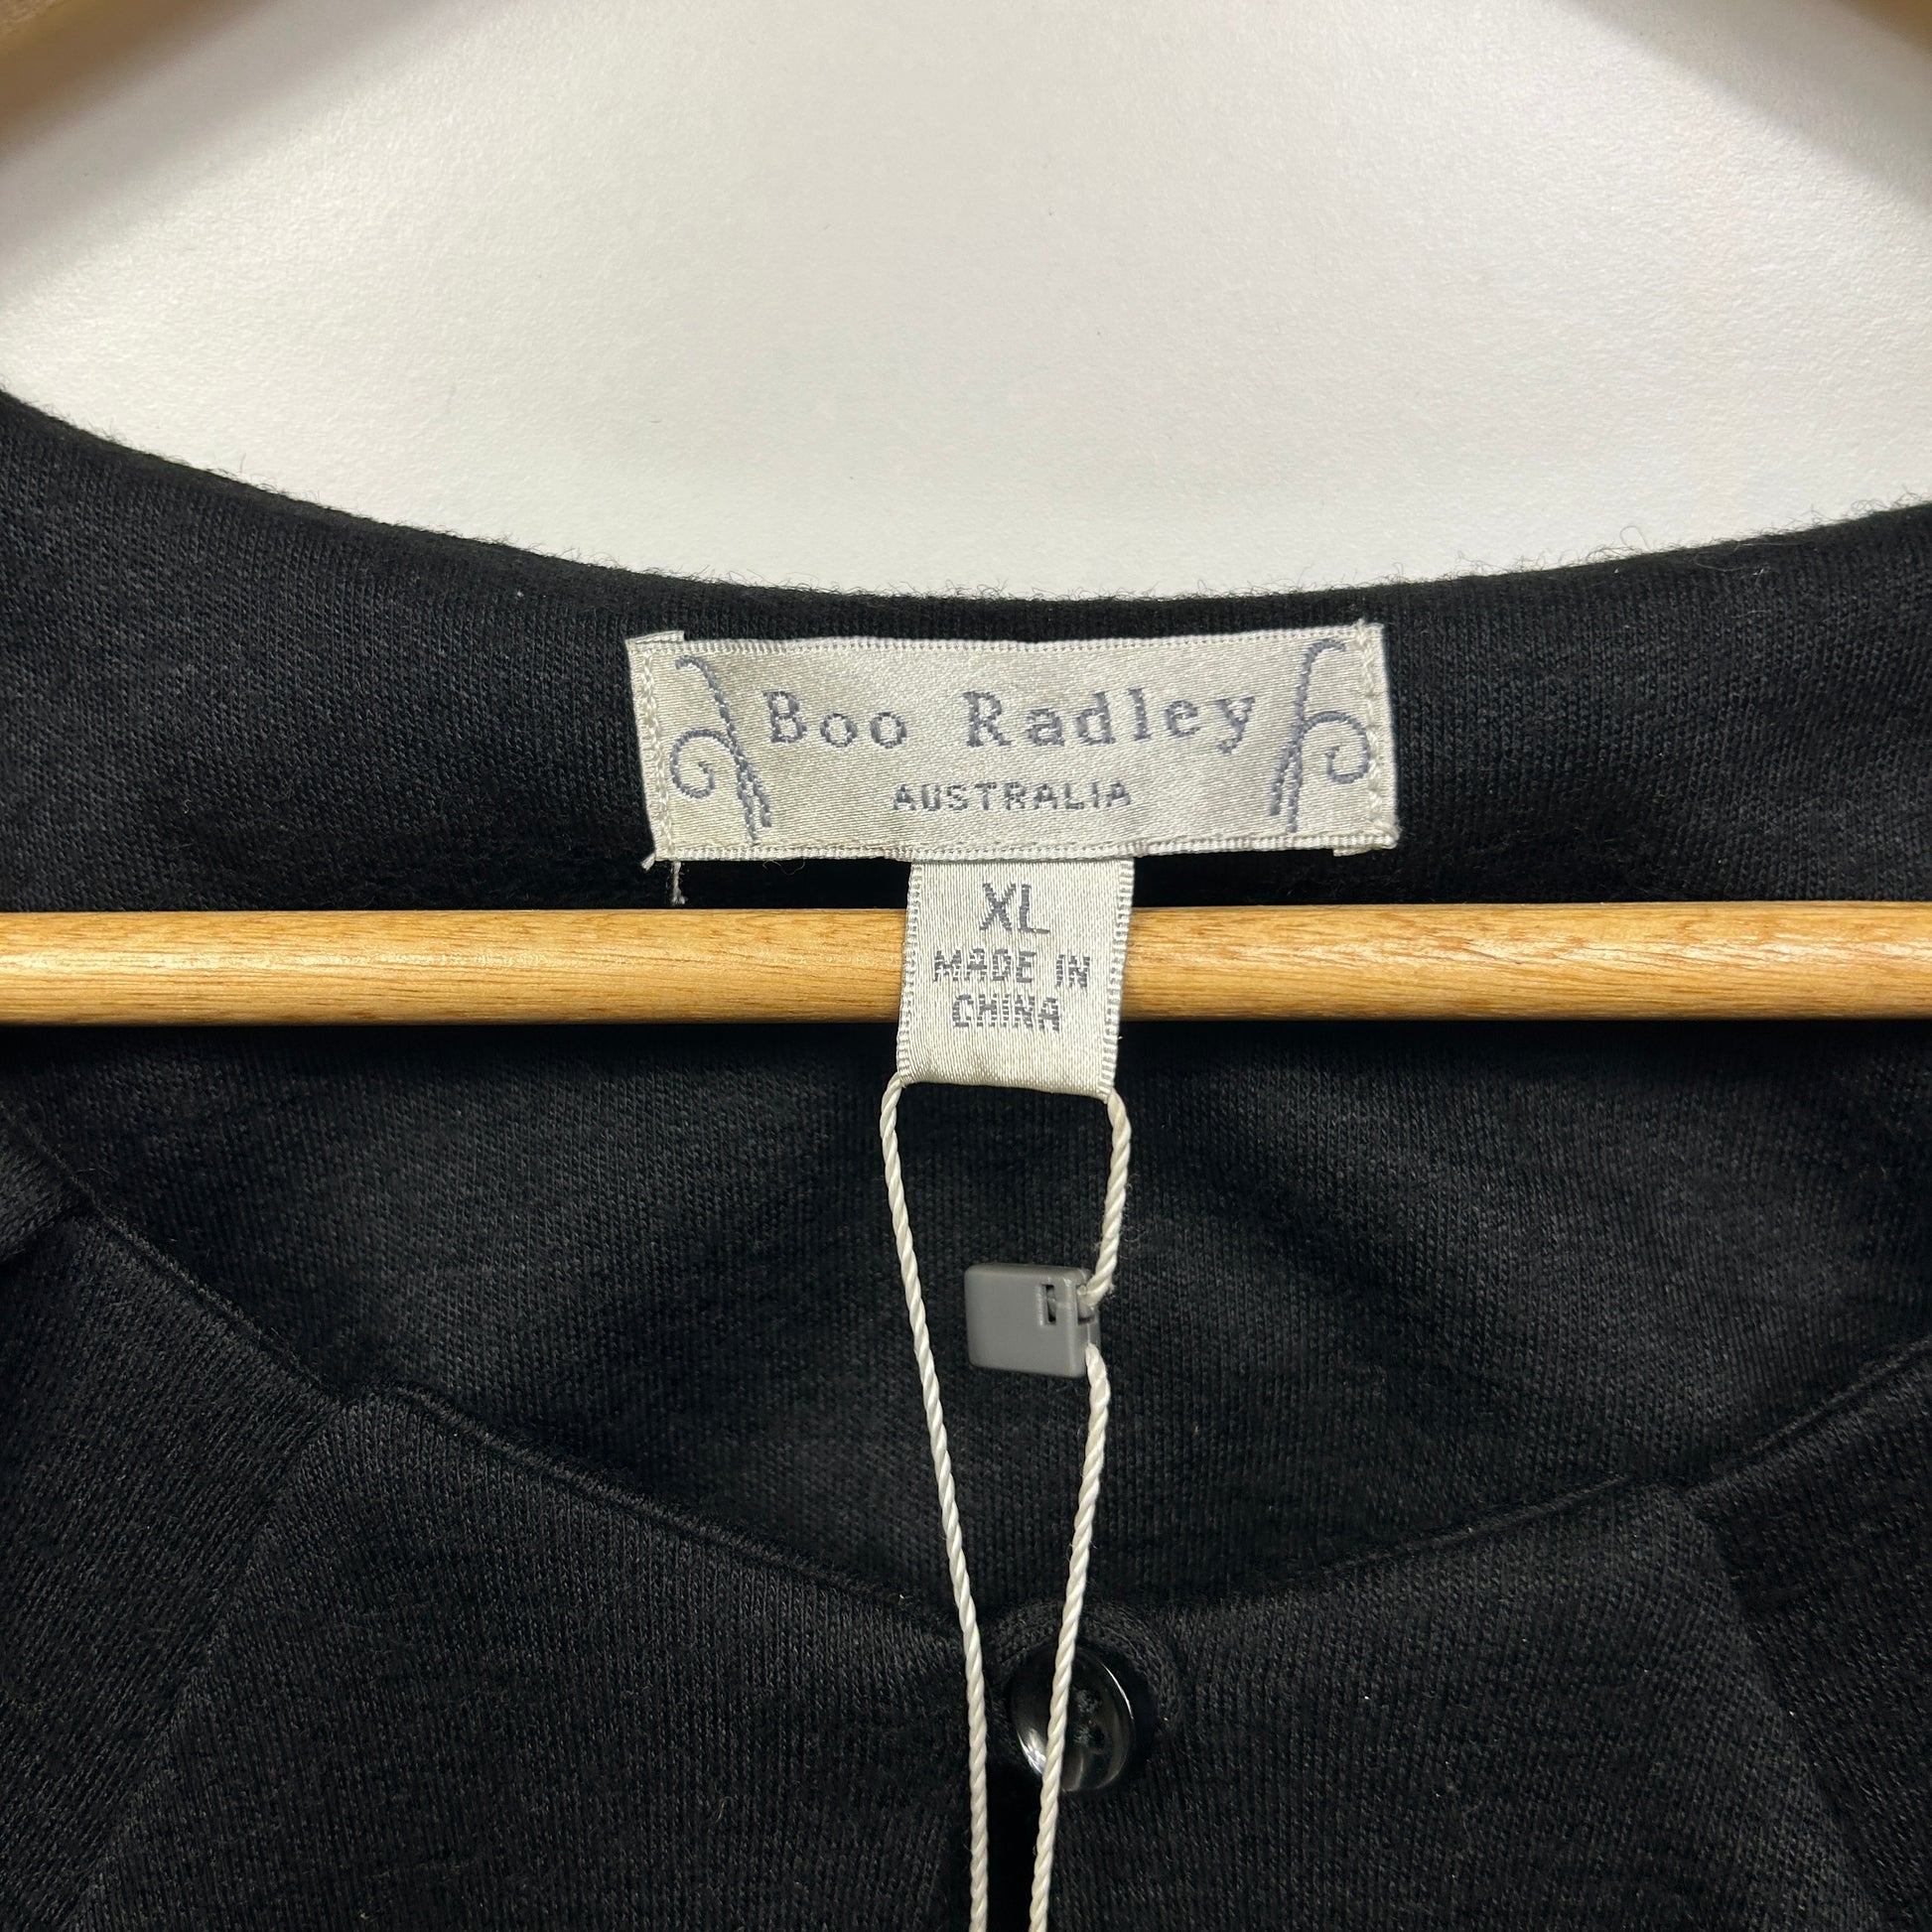 Boo Radley
AUSTRALIA
XL
MADE IN
CHINA